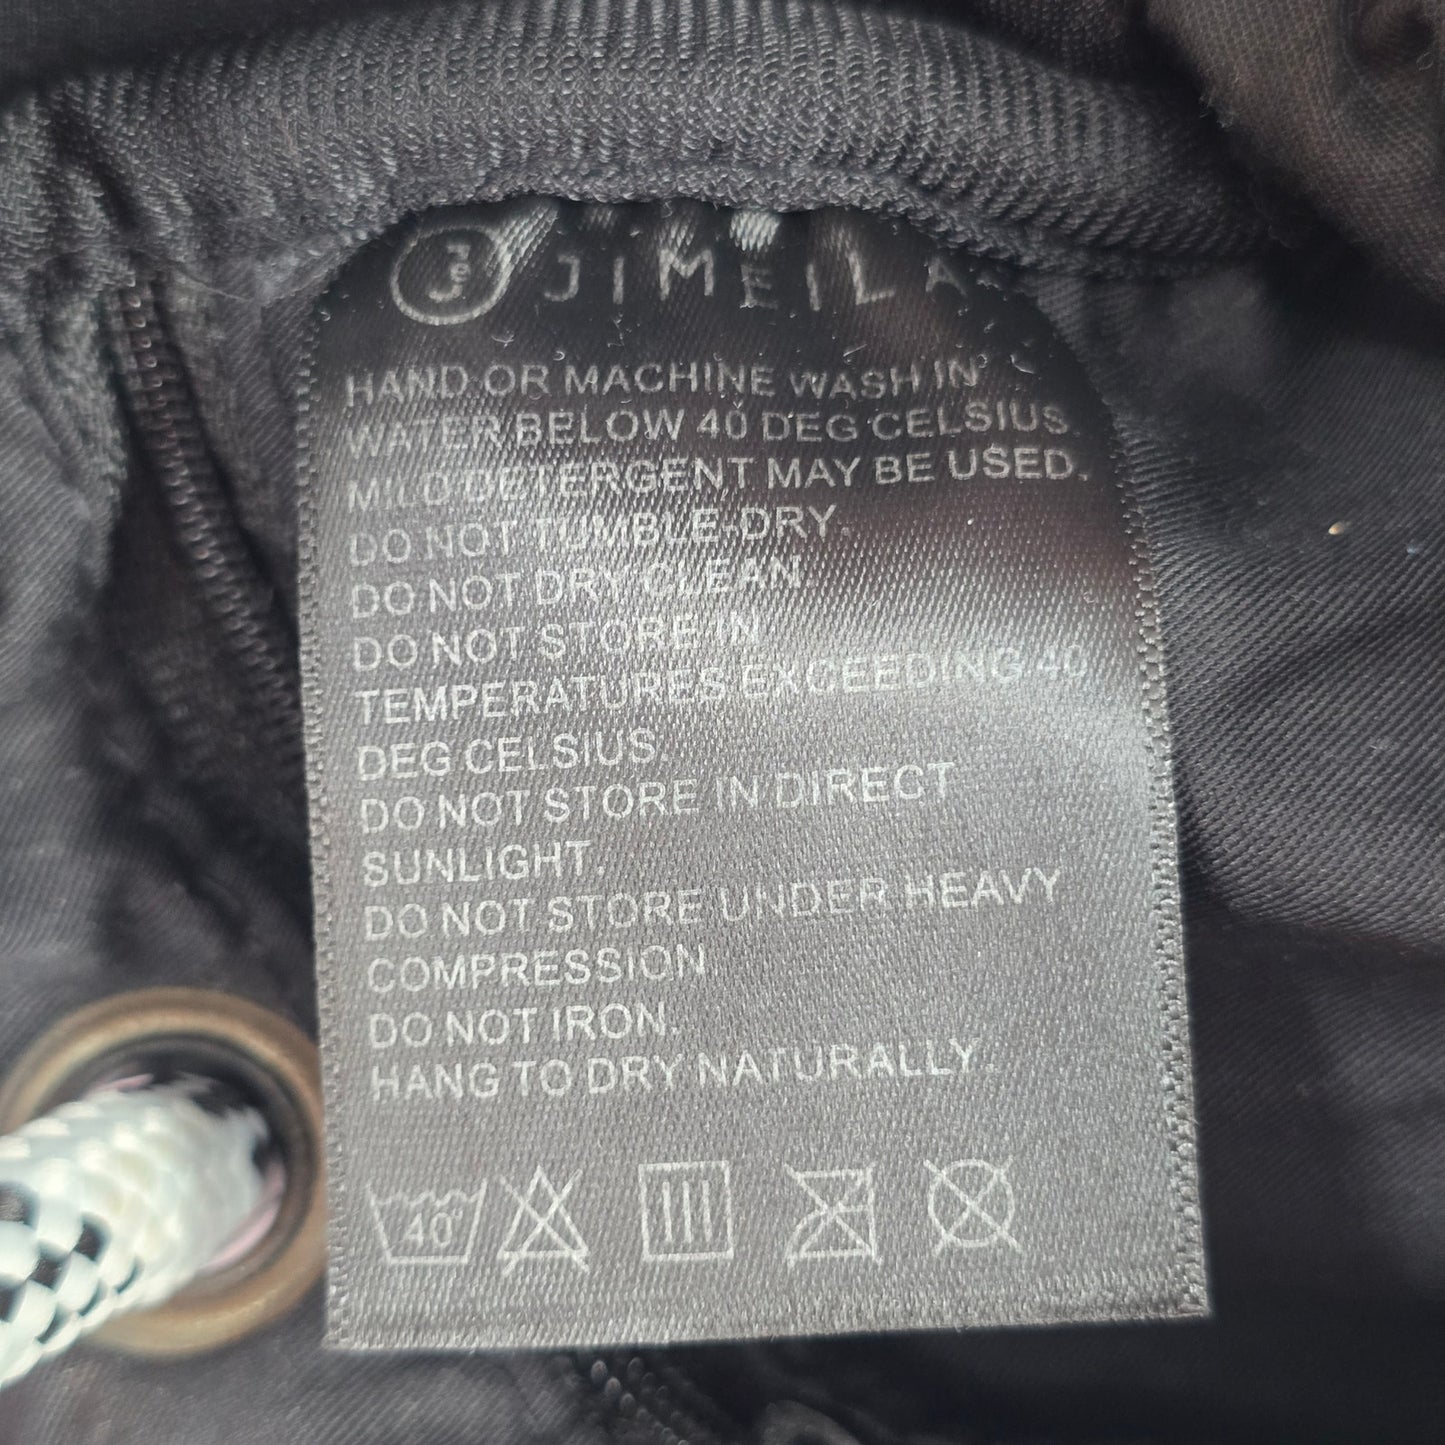 JIMEILA
HAND OR MACHINE WASH IN
WATER BELOW 40 DEG CELSIUS.
MILD DETERGENT MAY BE USED.
DO NOT TUMBLE-DRY.
DO NOT DRY CLEAN.
DO NOT STORE IN
TEMPERATURES EXCEEDING 40
DEG CELSIUS.
DO NOT STORE IN DIRECT
SUNLIGHT.
DO NOT STORE UNDER HEAVY
COMPRESSION.
DO NOT IRON.
HANG TO DRY NATURALLY.
40°